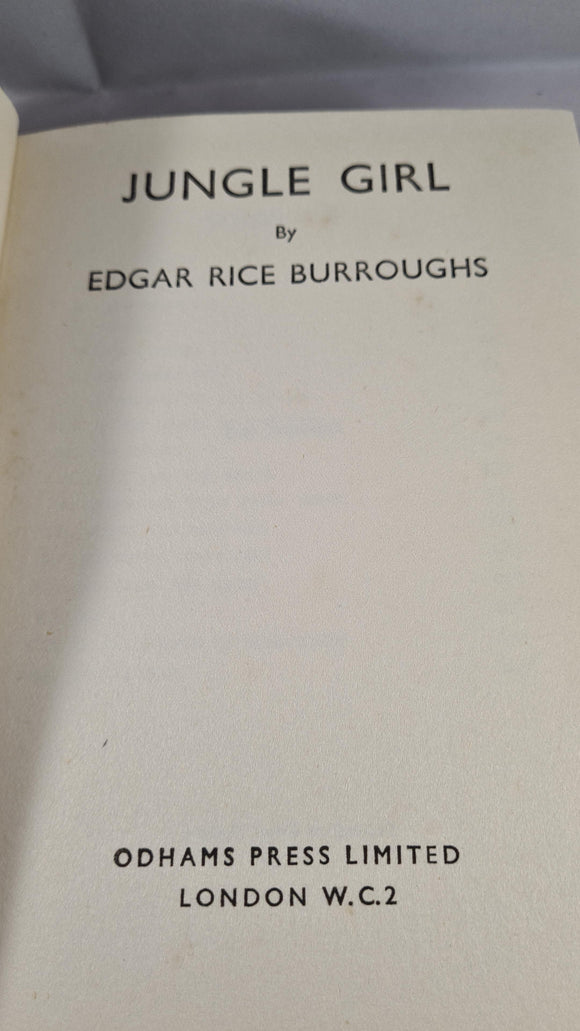 JUNGLE GIRL
By
EDGAR RICE BURROUGHS
ODHAMS PRESS LIMITED
LONDON W.C.2